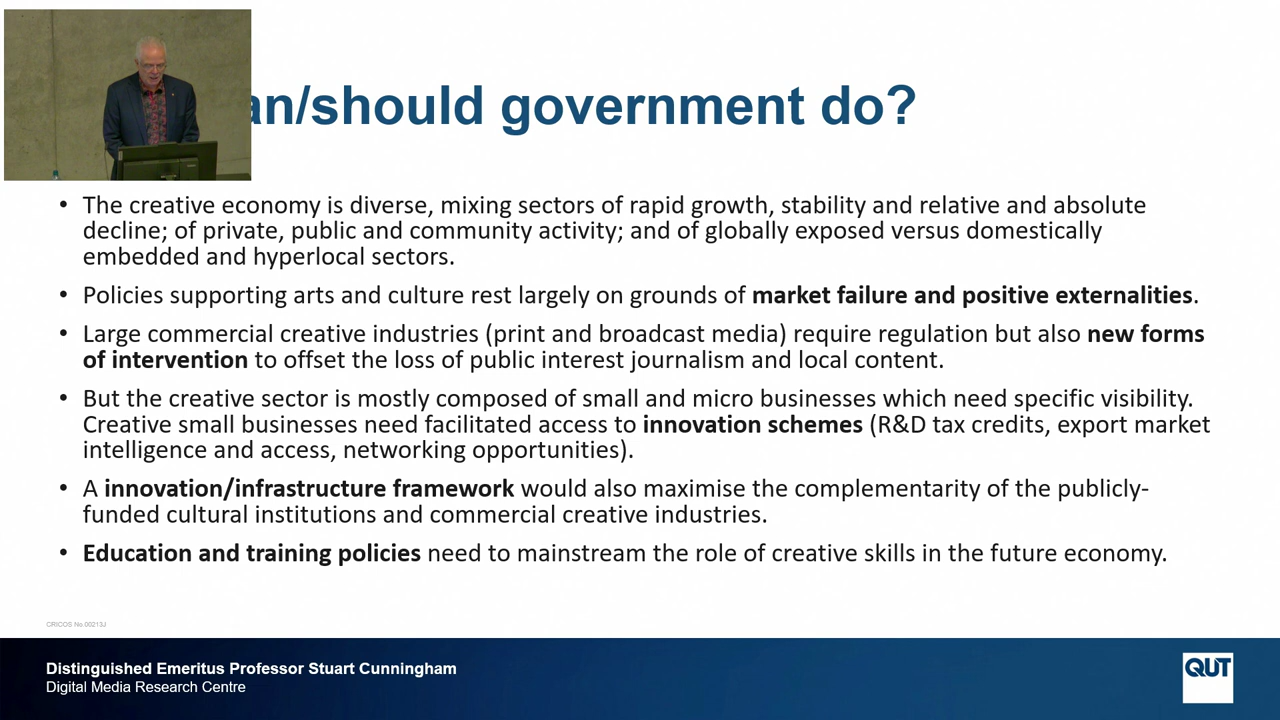 an/should government do?
• The creative economy is diverse, mixing sectors of rapid growth, stability and relative and absolute
decline; of private, public and community activity; and of globally exposed versus domestically
embedded and hyperlocal sectors.
• Policies supporting arts and culture rest largely on grounds of market failure and positive externalities.
• Large commercial creative industries (print and broadcast media) require regulation but also new forms
of intervention to offset the loss of public interest journalism and local content.
• But the creative sector is mostly composed of small and micro businesses which need specific visibility.
Creative small businesses need facilitated access to innovation schemes (R&D tax credits, export market
intelligence and access, networking opportunities).
• A innovation/infrastructure framework would also maximise the complementarity of the publicly-
funded cultural institutions and commercial creative industries.
• Education and training policies need to mainstream the role of creative skills in the future economy.
CRICOS No.00213J
Distinguished Emeritus Professor Stuart Cunningham
Digital Media Research Centre
QUT